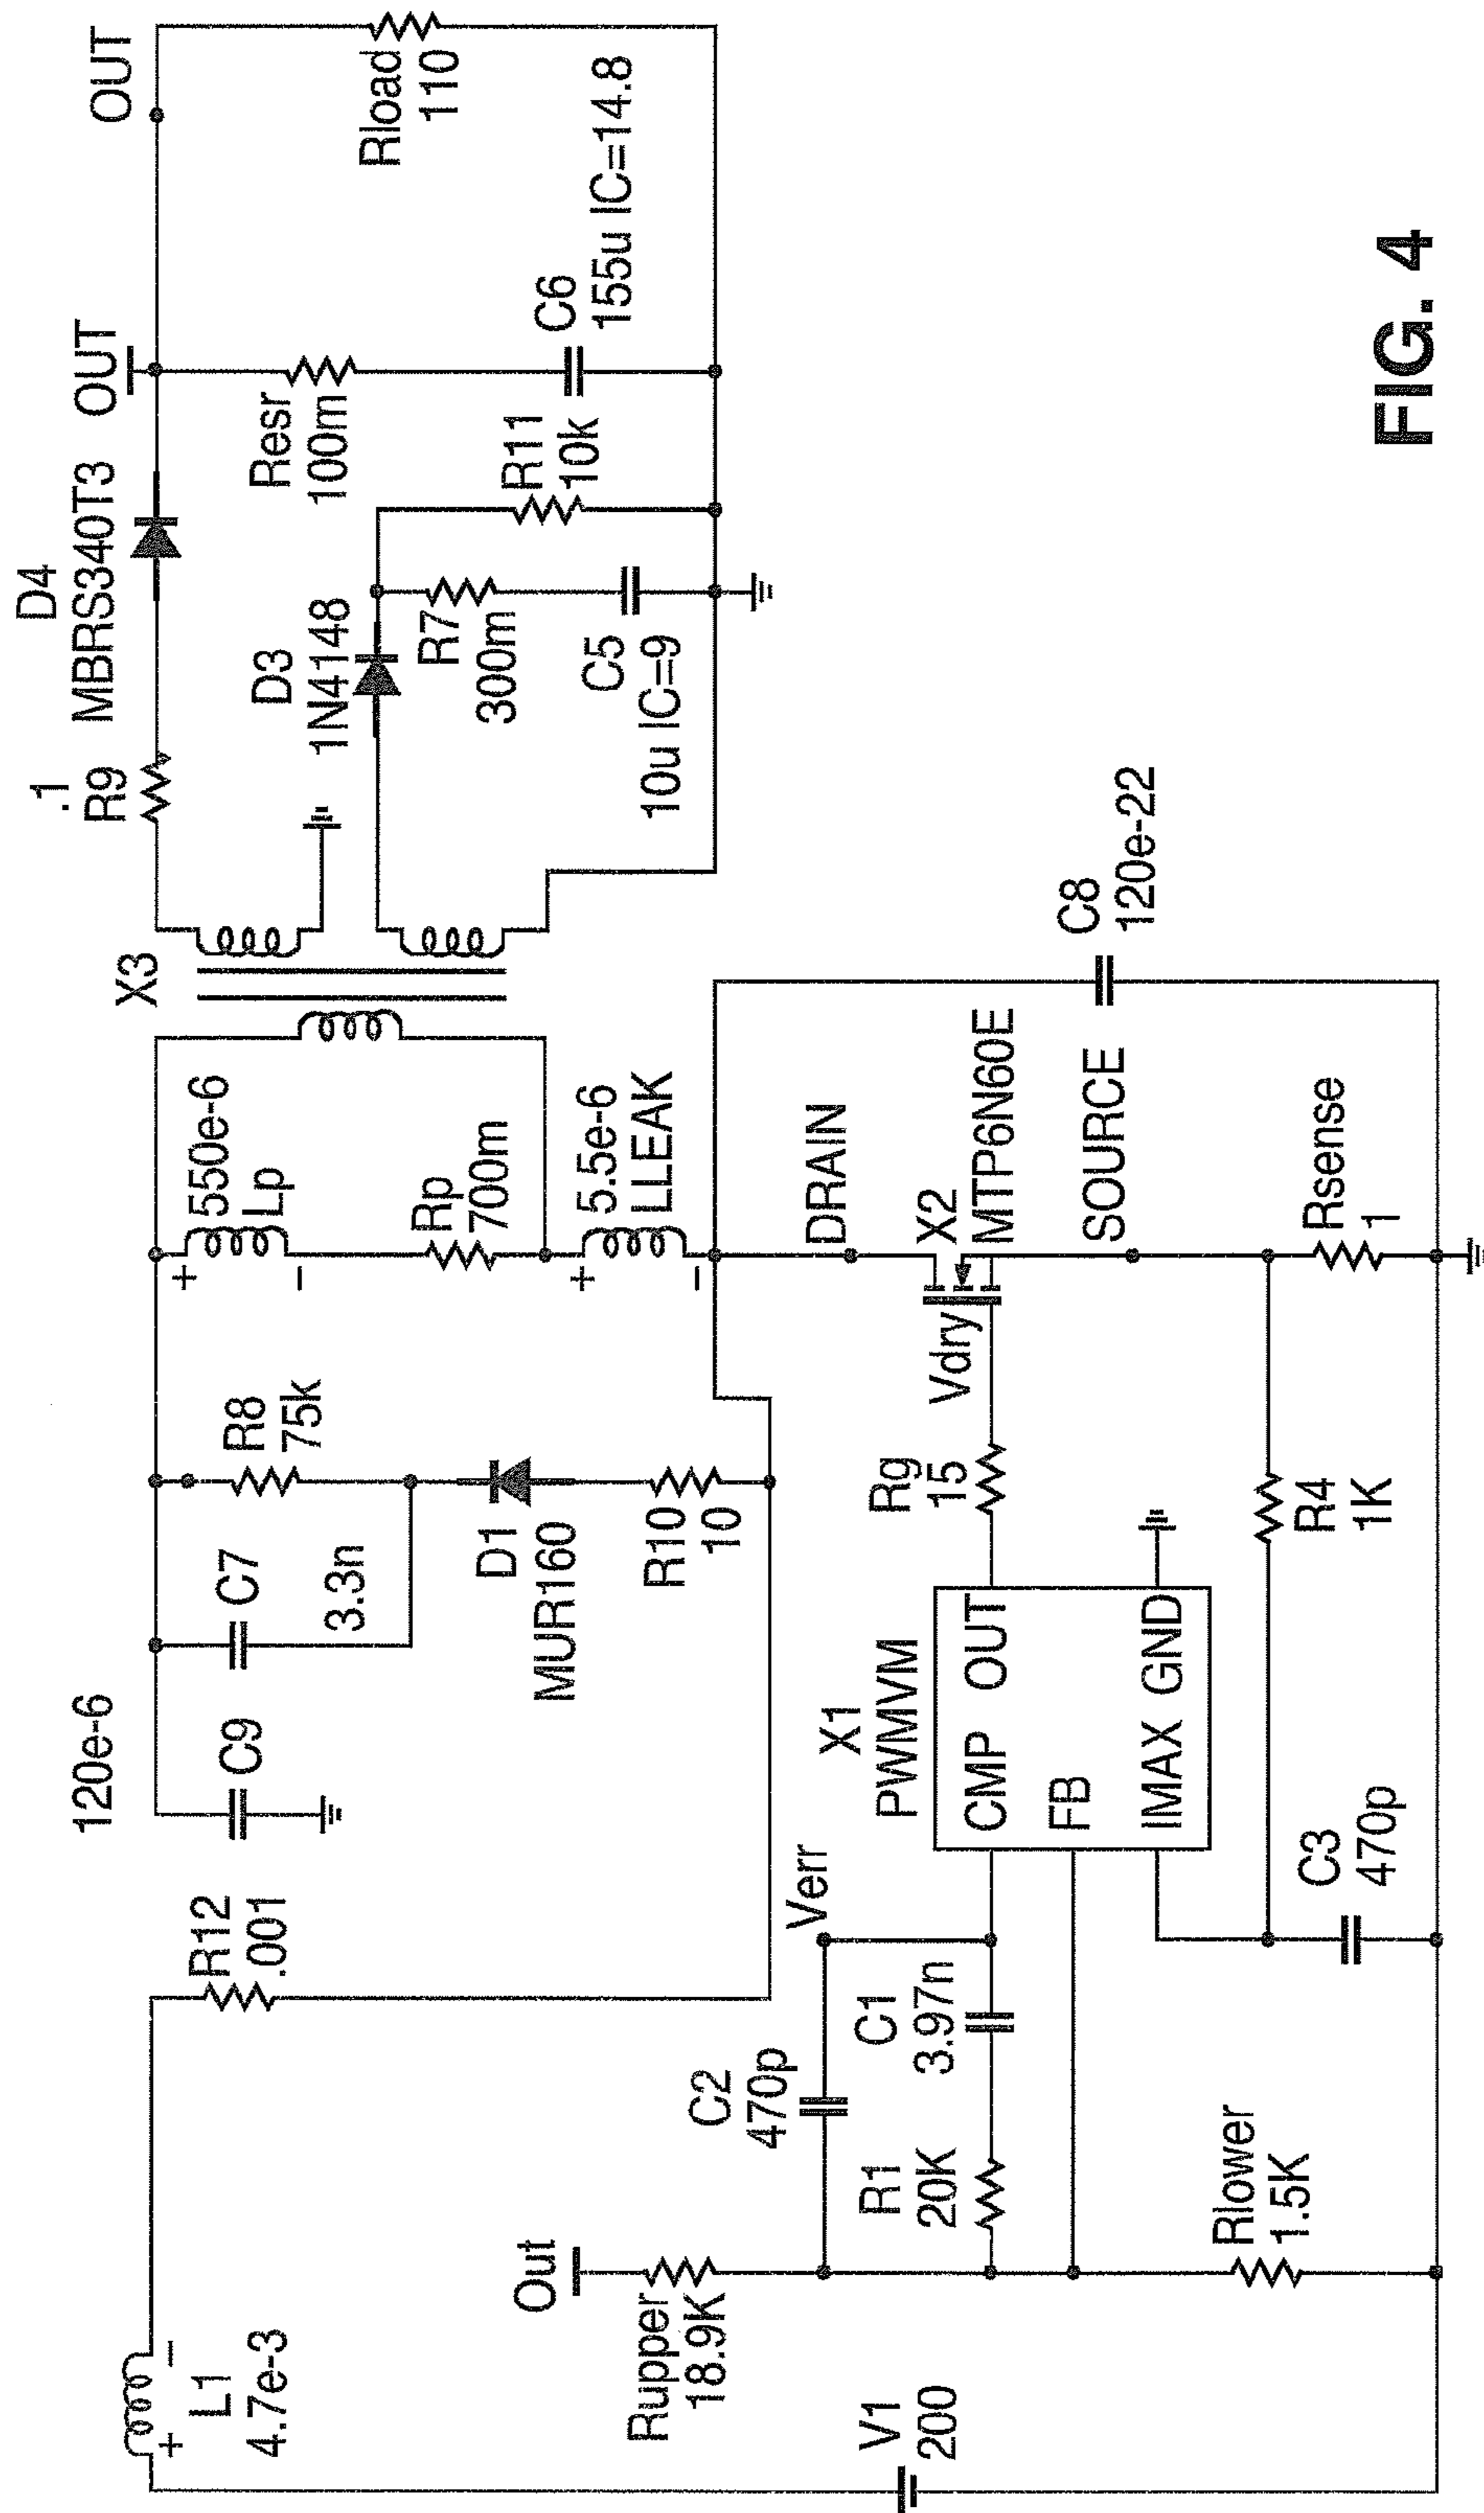 L1
4.7e-3
R12
.001
120e-6
C9
C7
3.3n
R8
75k
D1
MUR160
R10
10
+
-
550e-6
Lp
Rp
700m
+
-
5.5e-6
LLEAK
X3
.1
R9
D4
MBRS340T3
OUT
OUT
D3
1N4148
Resr
100m
Rload
110
R7
300m
R11
10k
C6
155u IC=14.8
C5
10u IC=9
+
-
V1
200
Out
Rupper
18.9K
C2
470p
Verr
R1
20K
C1
3.97n
Rlower
1.5K
X1
PWMVM
CMP OUT
FB
IMAX GND
Rg
15
Vdry
DRAIN
X2
MTP6N60E
SOURCE
C8
120e-22
R4
1K
Rsense
1
C3
470p
FIG. 4